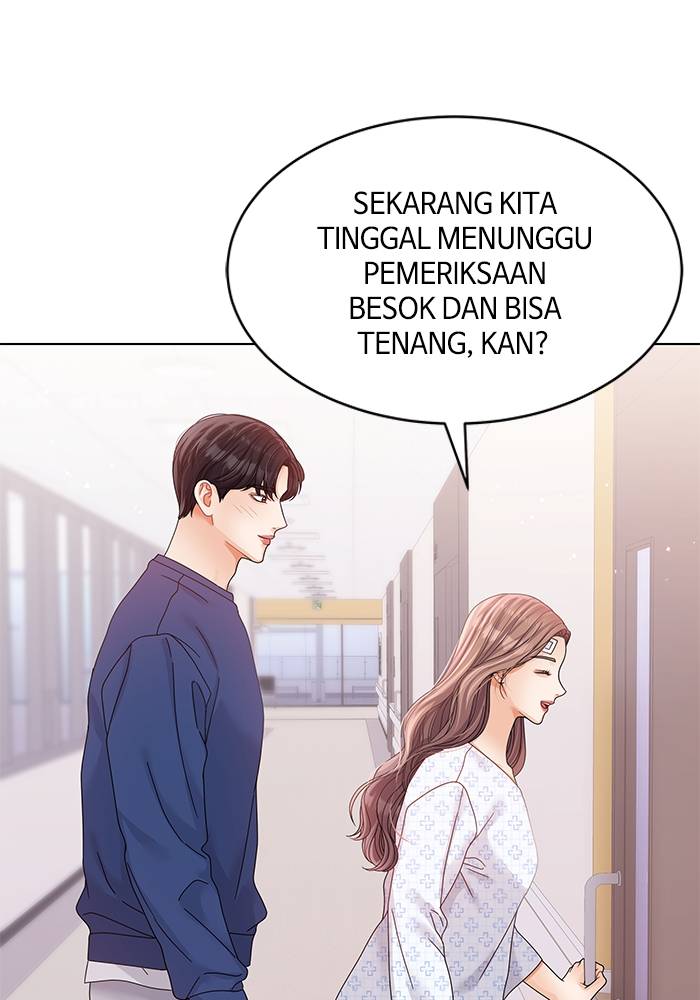 SEKARANG KITA
TINGGAL MENUNGGU
PEMERIKSAAN
BESOK DAN BISA
TENANG, KAN?